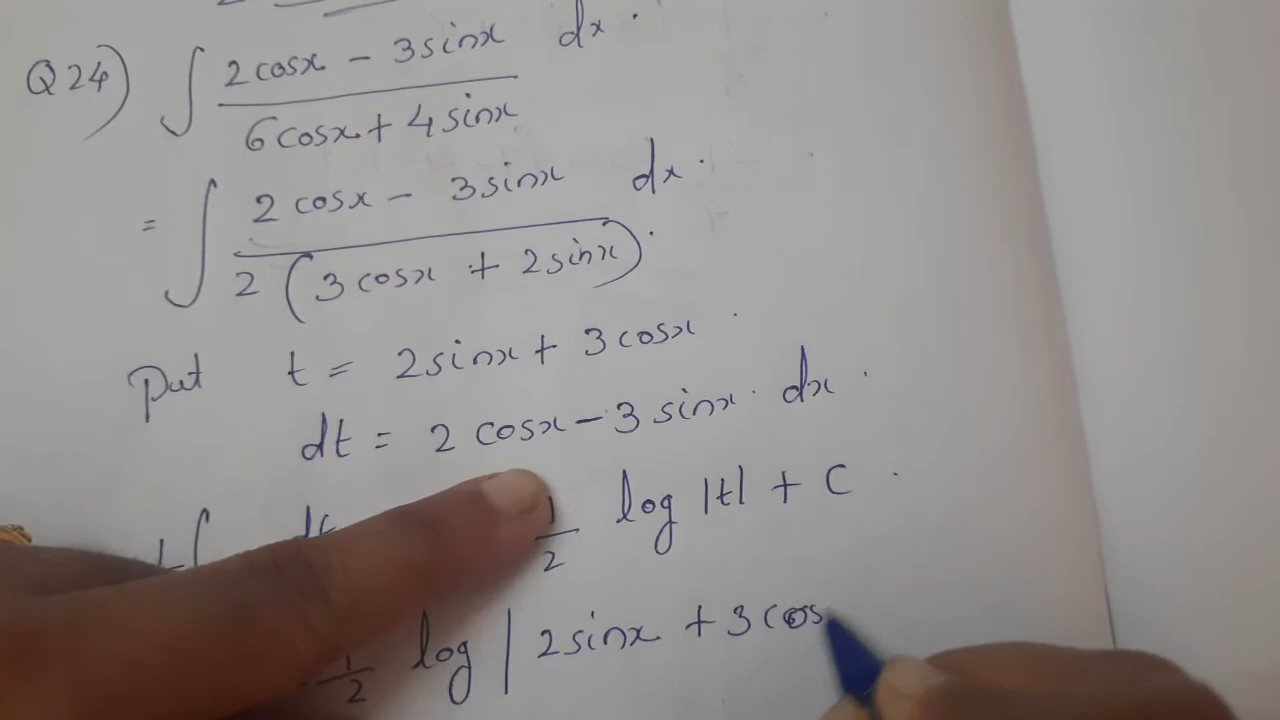 Q24) ∫ 2cosx - 3sinx dx.
6cosx + 4sinx
= ∫ 2cosx - 3sinx dx.
2 (3cosx + 2sinx).
Put t = 2sinx + 3cosx.
dt = 2cosx - 3sinx. dx.
∫ 1/2 log |t| + C.
1/2 log | 2sinx + 3cos